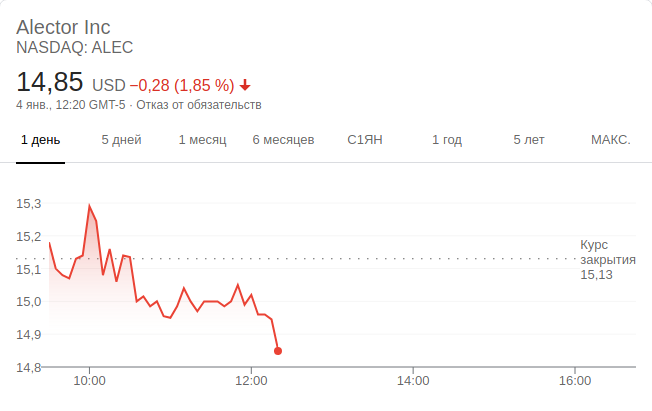 Alector Inc
NASDAQ: ALEC
14,85 USD −0,28 (1,85 %)
4 янв., 12:20 GMT-5 · Отказ от обязательств
1 день 5 дней 1 месяц 6 месяцев С1ЯН 1 год 5 лет МАКС.
15,3
15,2
Курс
закрытия
15,13
15,1
15,0
14,9
14,8
10:00 12:00 14:00 16:00